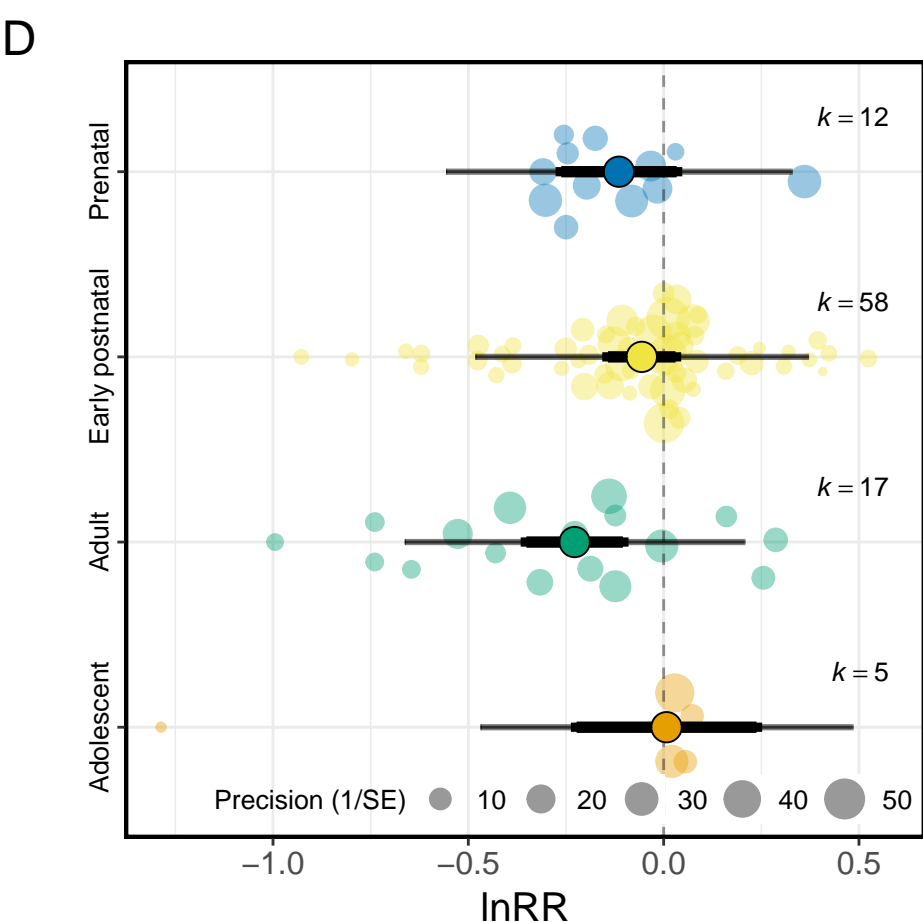 D
Prenatal
k = 12
Early postnatal
k = 58
Adult
k = 17
Adolescent
k = 5
Precision (1/SE) 10 20 30 40 50
−1.0 −0.5 0.0 0.5
lnRR